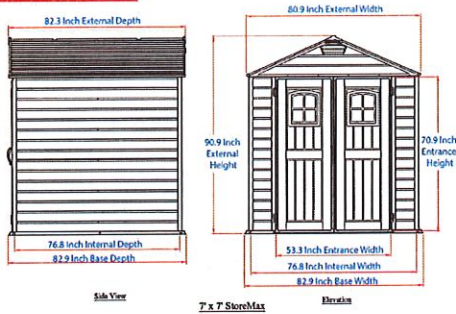 82.3 Inch External Depth
80.9 Inch External Width
90.9 Inch
External
Height
70.9 Inch
Entrance
Height
76.8 Inch Internal Depth
82.9 Inch Base Depth
53.3 Inch Entrance Width
76.8 Inch Internal Width
82.9 Inch Base Width
Side View
Elevation
7' x 7' StoreMax